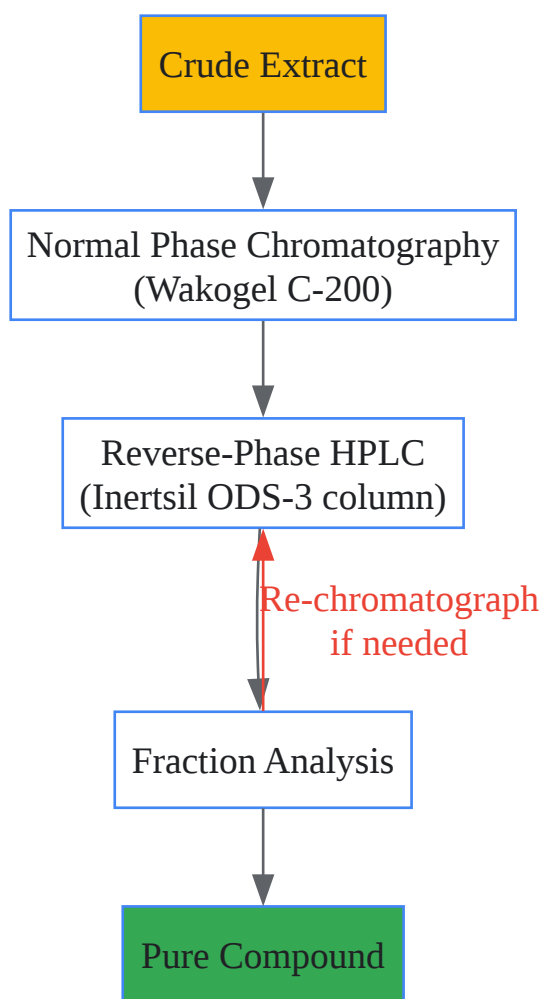 Crude Extract
Normal Phase Chromatography
(Wakogel C-200)
Reverse-Phase HPLC
(Inertsil ODS-3 column)
Re-chromatograph
if needed
Fraction Analysis
Pure Compound